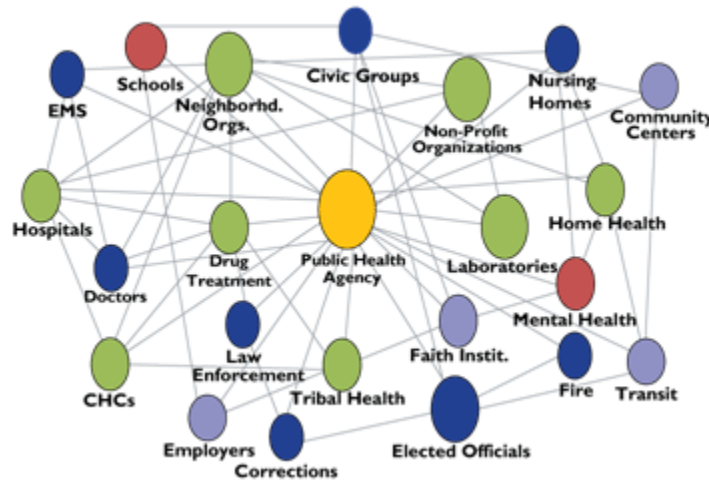 Schools
Civic Groups
EMS
Neighborhd.
Orgs.
Nursing
Homes
Non-Profit
Organizations
Community
Centers
Hospitals
Doctors
Drug
Treatment
Public Health
Agency
Laboratories
Home Health
Mental Health
Law
Enforcement
Faith Instit.
CHCs
Tribal Health
Fire
Transit
Employers
Corrections
Elected Officials